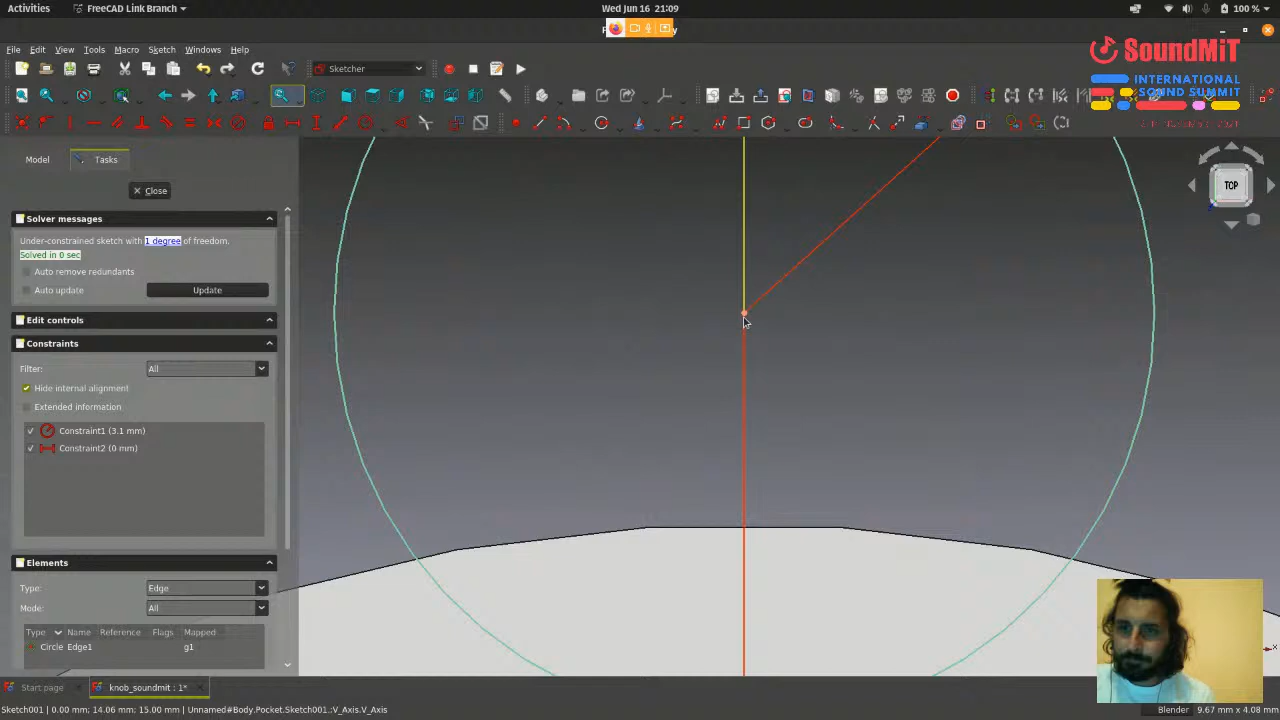 Activities
FreeCAD Link Branch
Wed Jun 16 21:09
100 %
File Edit View Tools Macro Sketch Windows Help
SoundMiT
INTERNATIONAL
SOUND SUMMIT
Sketcher
Model
Tasks
Close
TOP
Solver messages
Under-constrained sketch with 1 degree of freedom.
Solved in 0 sec
Auto remove redundants
Auto update
Update
Edit controls
Constraints
Filter:
All
Hide internal alignment
Extended information
Constraint1 (3.1 mm)
Constraint2 (0 mm)
Elements
Type:
Edge
Mode:
All
Type Name Reference Flags Mapped
Circle Edge1 g1
x
Start page
knob_soundmit : 1*
Sketch001 | 0.00 mm; 14.06 mm; 15.00 mm | Unnamed#Body.Pocket.Sketch001.:V_Axis.V_Axis
Blender
9.67 mm x 4.08 mm